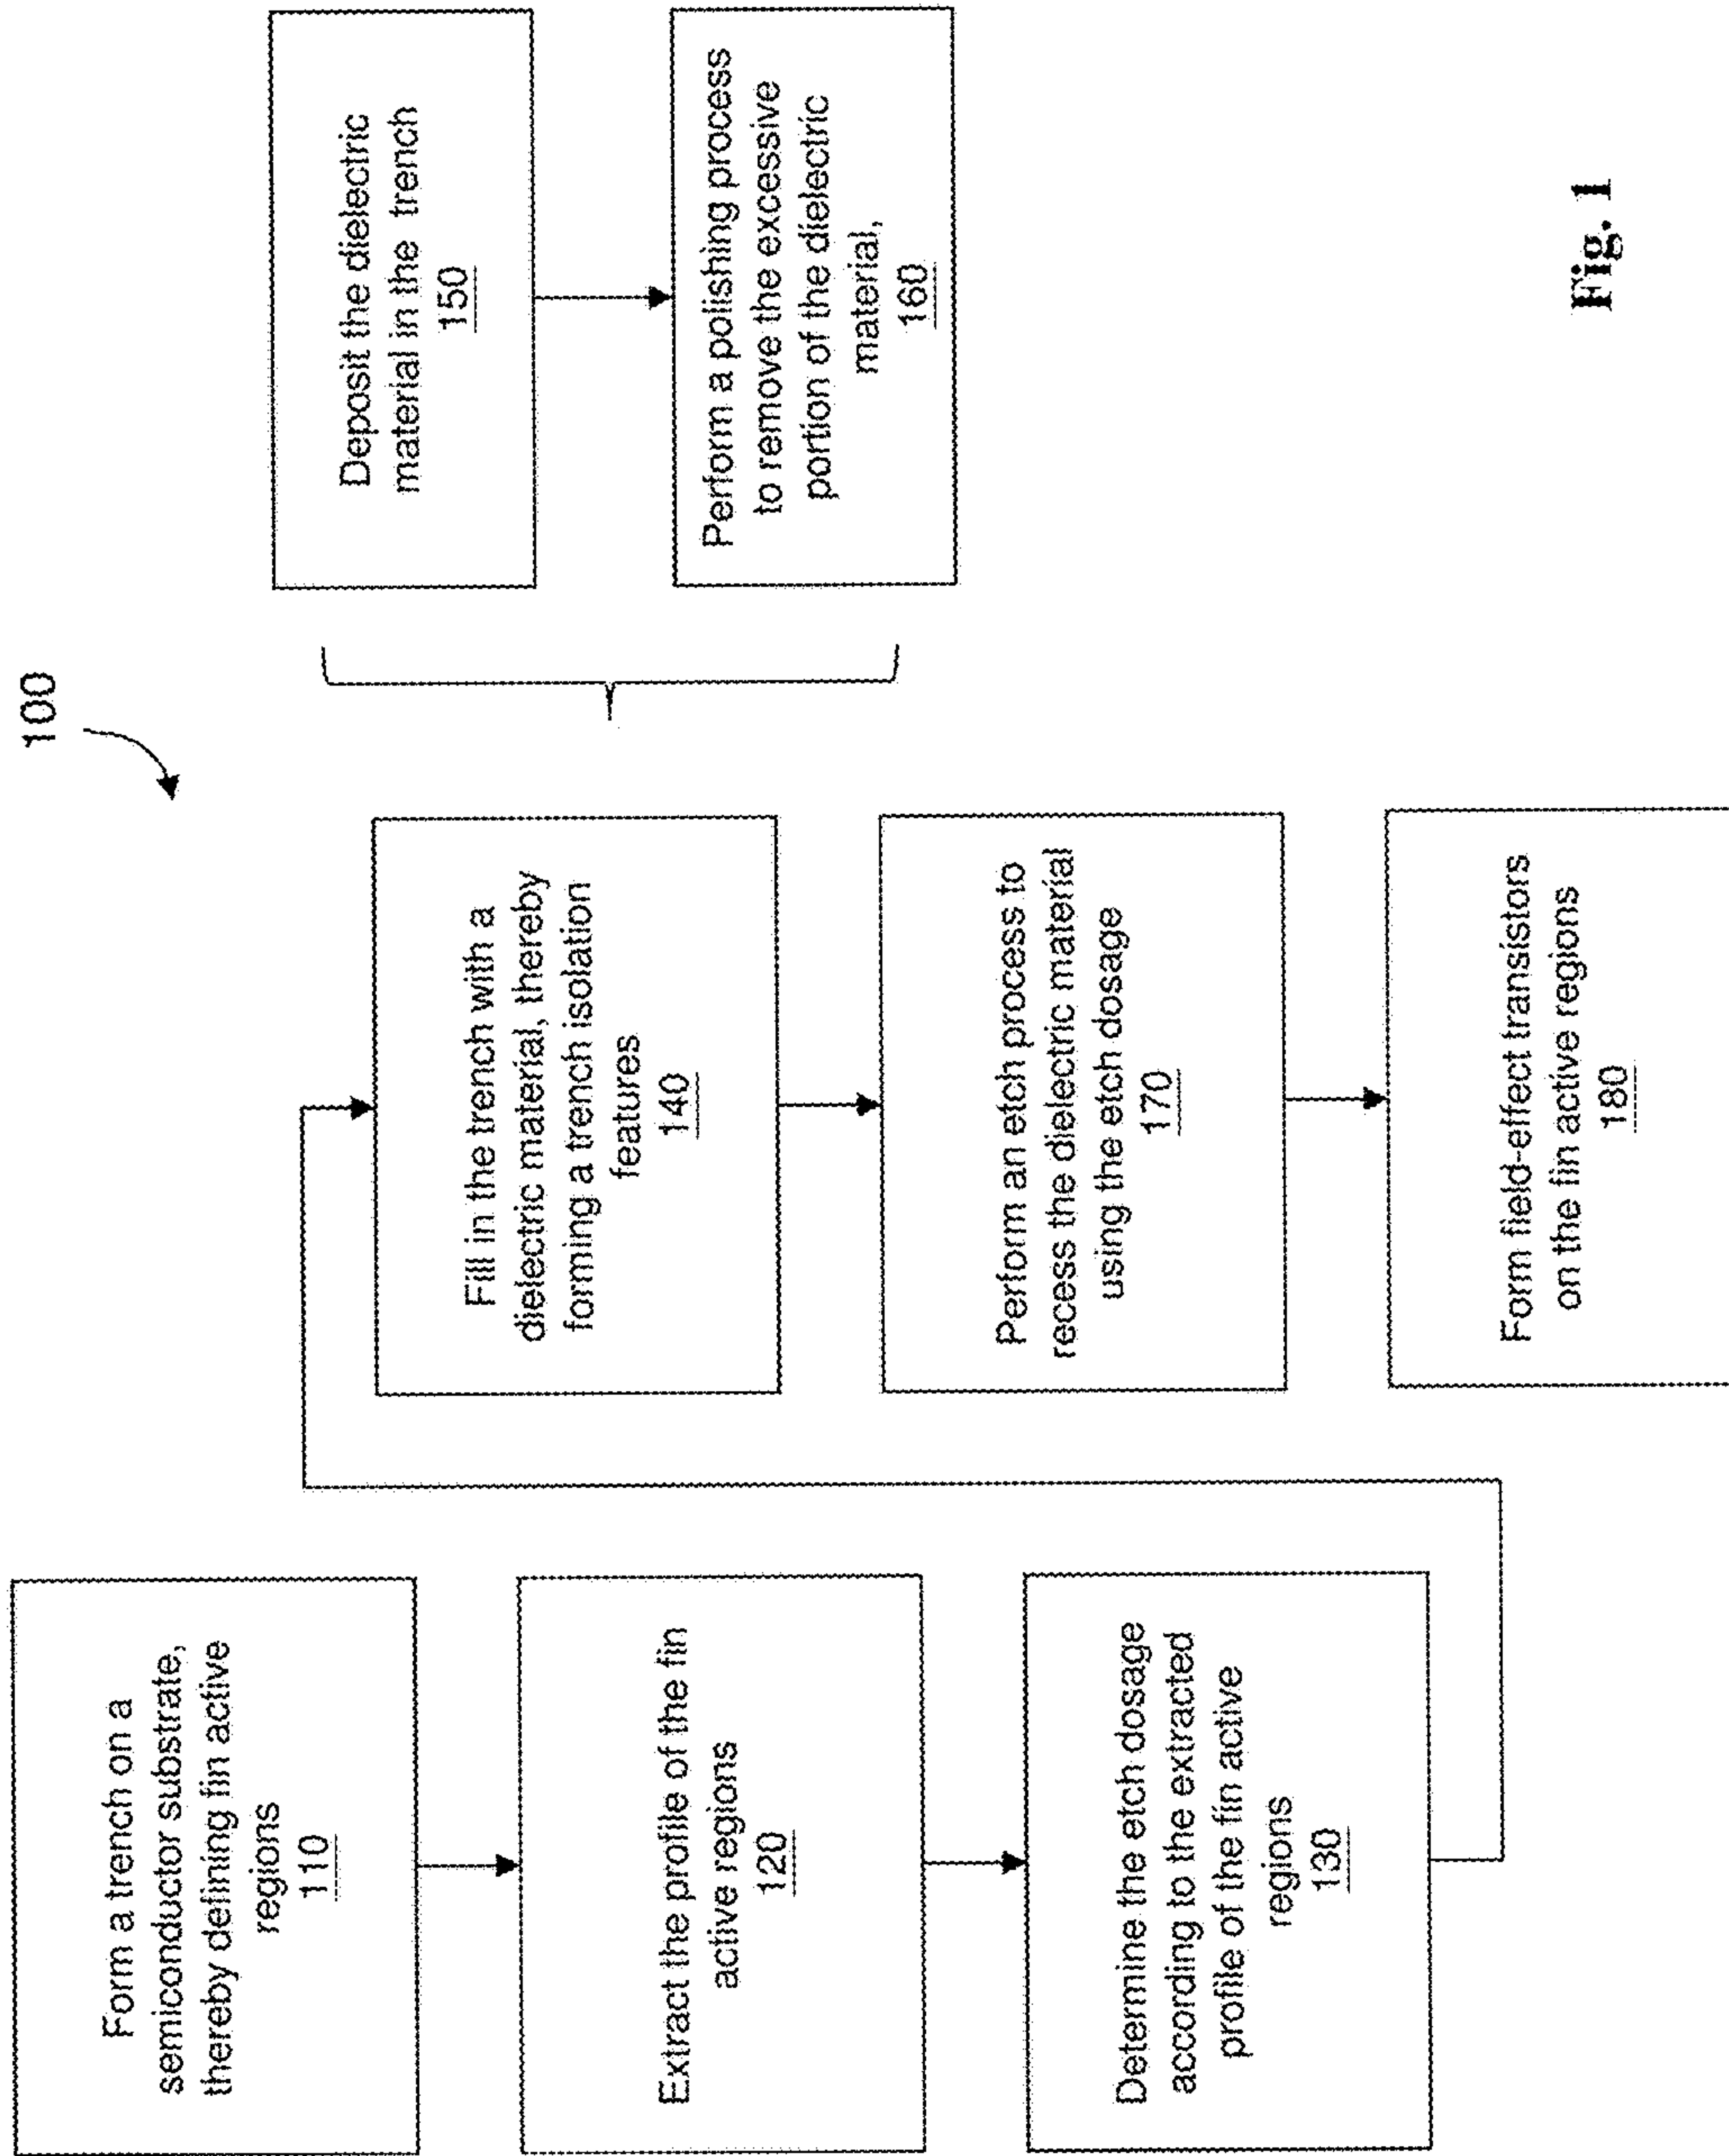 100
Form a trench on a
semiconductor substrate,
thereby defining fin active
regions
110
Extract the profile of the fin
active regions
120
Determine the etch dosage
according to the extracted
profile of the fin active
regions
130
Fill in the trench with a
dielectric material, thereby
forming a trench isolation
features
140
Perform an etch process to
recess the dielectric material
using the etch dosage
170
Form field-effect transistors
on the fin active regions
180
Deposit the dielectric
material in the trench
150
Perform a polishing process
to remove the excessive
portion of the dielectric
material,
160
Fig. 1